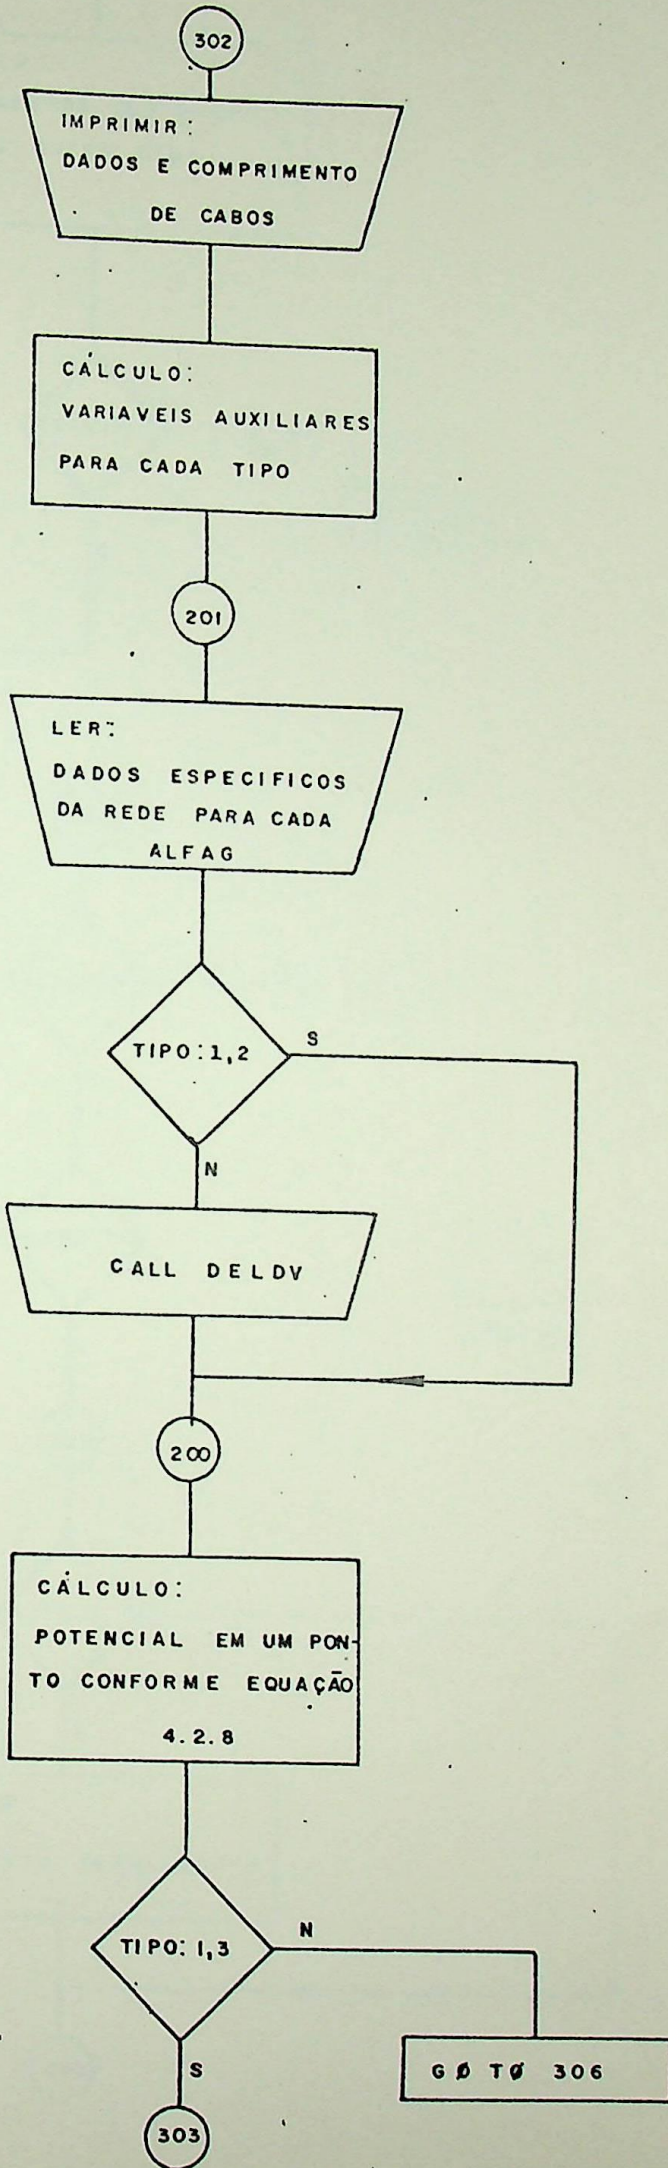 302
IMPRIMIR:
DADOS E COMPRIMENTO
DE CABOS
CÁLCULO:
VARIAVEIS AUXILIARES
PARA CADA TIPO
201
LER:
DADOS ESPECIFICOS
DA REDE PARA CADA
ALFAG
TIPO:1,2
S
N
CALL DELDV
200
CÁLCULO:
POTENCIAL EM UM PON-
TO CONFORME EQUAÇÃO
4.2.8
TIPO:1,3
N
S
GØ TØ 306
303